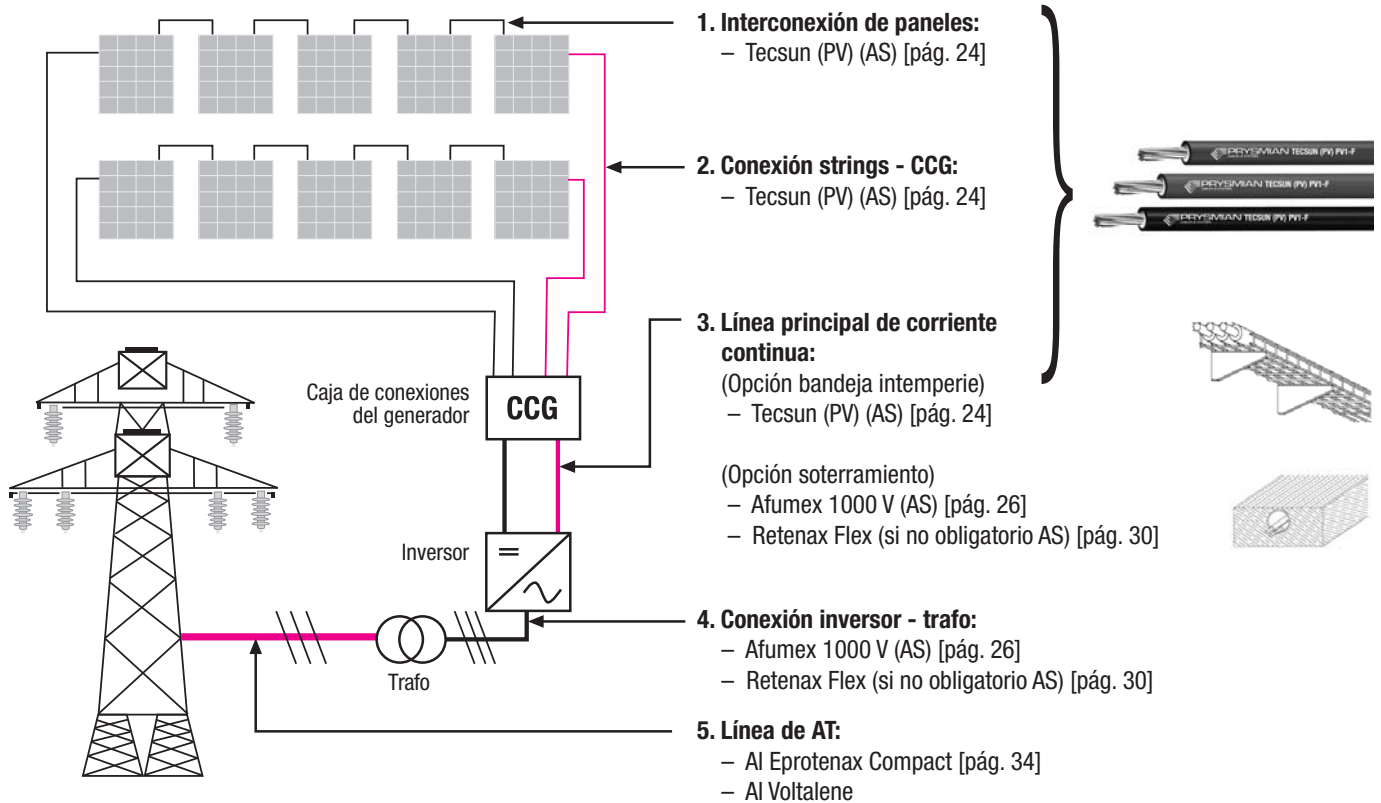 1. Interconexión de paneles:
– Tecsun (PV) (AS) [pág. 24]
2. Conexión strings - CCG:
– Tecsun (PV) (AS) [pág. 24]
PRYSMIAN TECSUN (PV) PV1-F
PRYSMIAN TECSUN (PV) PV1-F
PRYSMIAN TECSUN (PV) PV1-F
3. Línea principal de corriente
continua:
(Opción bandeja intemperie)
– Tecsun (PV) (AS) [pág. 24]
(Opción soterramiento)
– Afumex 1000 V (AS) [pág. 26]
– Retenax Flex (si no obligatorio AS) [pág. 30]
Caja de conexiones
del generador
CCG
Inversor
Trafo
4. Conexión inversor - trafo:
– Afumex 1000 V (AS) [pág. 26]
– Retenax Flex (si no obligatorio AS) [pág. 30]
5. Línea de AT:
– Al Eprotenax Compact [pág. 34]
– Al Voltalene